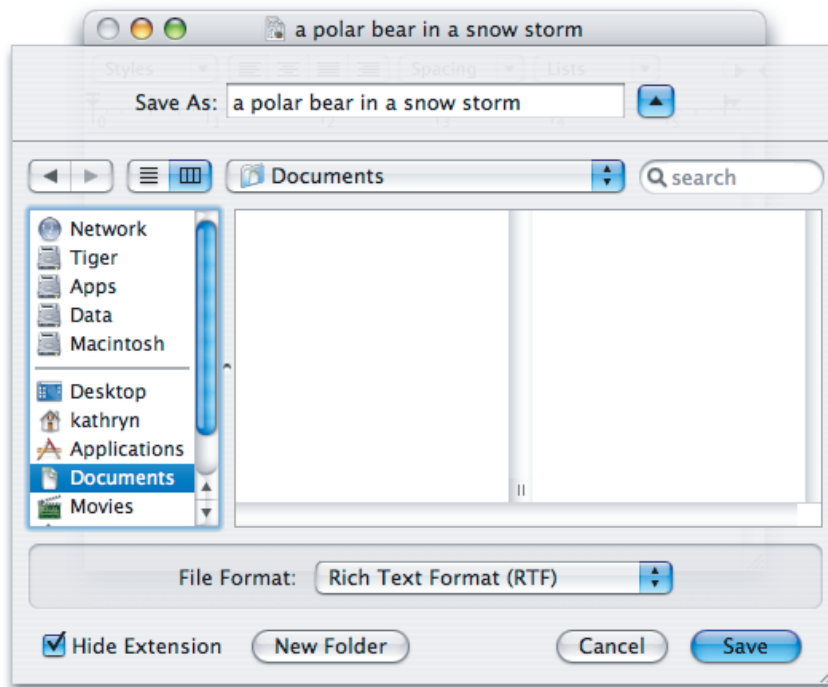 a polar bear in a snow storm
Styles Spacing Lists
Save As: a polar bear in a snow storm
Documents search
Network
Tiger
Apps
Data
Macintosh
Desktop
kathryn
Applications
Documents
Movies
File Format: Rich Text Format (RTF)
Hide Extension New Folder Cancel Save